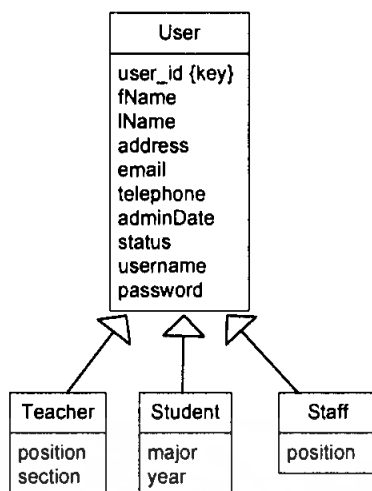 User
user_id {key}
fName
lName
address
email
telephone
adminDate
status
username
password
Teacher
position
section
Student
major
year
Staff
position